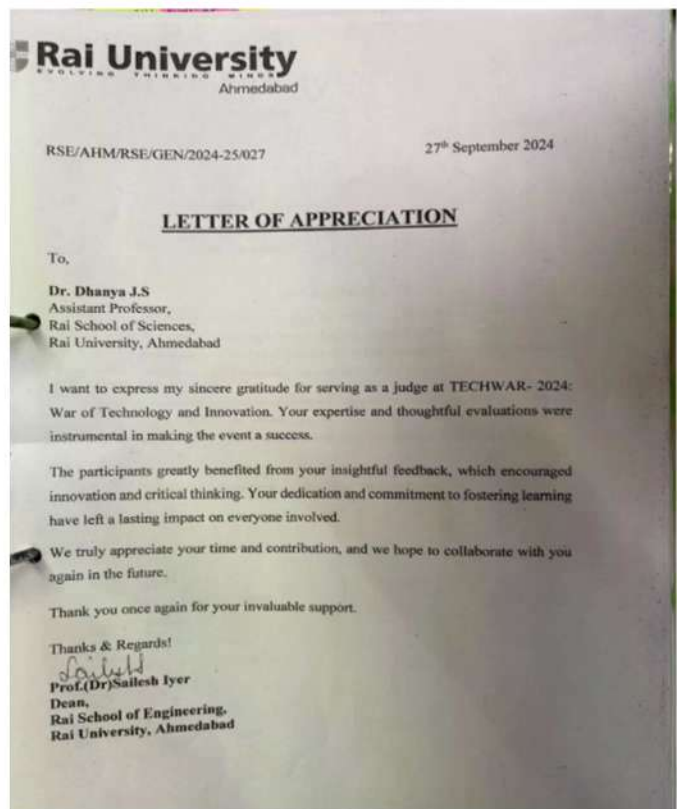 Rai University
EVOLVING THINKING MINDS
Ahmedabad
RSE/AHM/RSE/GEN/2024-25/027
27th September 2024
LETTER OF APPRECIATION
To,
Dr. Dhanya J.S
Assistant Professor,
Rai School of Sciences,
Rai University, Ahmedabad
I want to express my sincere gratitude for serving as a judge at TECHWAR- 2024:
War of Technology and Innovation. Your expertise and thoughtful evaluations were
instrumental in making the event a success.
The participants greatly benefited from your insightful feedback, which encouraged
innovation and critical thinking. Your dedication and commitment to fostering learning
have left a lasting impact on everyone involved.
We truly appreciate your time and contribution, and we hope to collaborate with you
again in the future.
Thank you once again for your invaluable support.
Thanks & Regards!
Prof.(Dr)Sailesh Iyer
Dean,
Rai School of Engineering,
Rai University, Ahmedabad